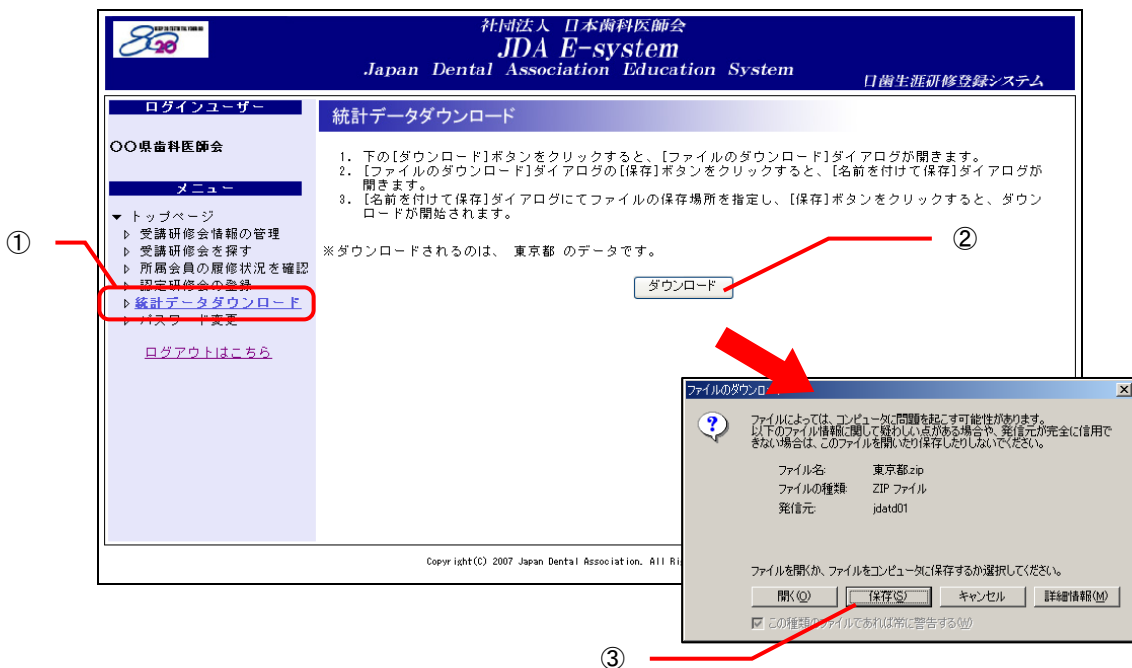 社団法人 日本歯科医師会
JDA E-system
Japan Dental Association Education System
日歯生涯研修登録システム
8020
ログインユーザー
〇〇県歯科医師会
メニュー
▼ トップページ
▷ 受講研修会情報の管理
▷ 受講研修会を探す
▷ 所属会員の履修状況を確認
▷ 認定研修会の登録
▷ 統計データダウンロード
▷ パスワード変更
ログアウトはこちら
①
統計データダウンロード
1. 下の[ダウンロード]ボタンをクリックすると、[ファイルのダウンロード]ダイアログが開きます。
2. [ファイルのダウンロード]ダイアログの[保存]ボタンをクリックすると、[名前を付けて保存]ダイアログが
開きます。
3. [名前を付けて保存]ダイアログにてファイルの保存場所を指定し、[保存]ボタンをクリックすると、ダウン
ロードが開始されます。
※ダウンロードされるのは、 東京都 のデータです。
②
ダウンロード
ファイルのダウンロ
ファイルによっては、コンピュータに問題を起こす可能性があります。
以下のファイル情報に関して疑わしい点がある場合や、発信元が完全に信用で
きない場合は、このファイルを開いたり保存したりしないでください。
ファイル名: 東京都.zip
ファイルの種類: ZIP ファイル
発信元: jdatd01
ファイルを開くか、ファイルをコンピュータに保存するか選択してください。
開く(O) 保存(S) キャンセル 詳細情報(M)
この種類のファイルであれば常に警告する(W)
③
Copyright(C) 2007 Japan Dental Association. All Ri